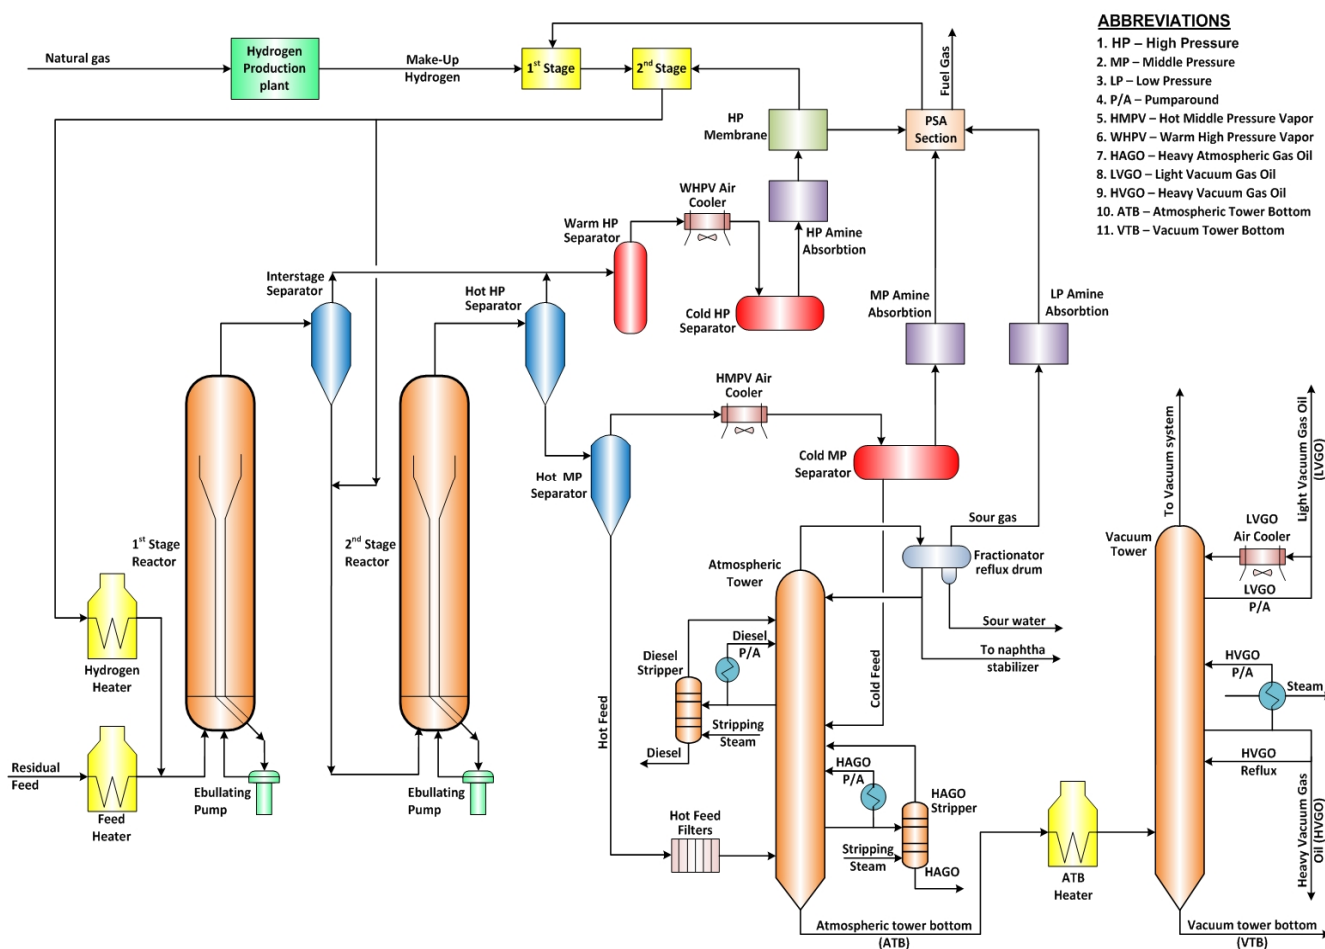 ABBREVIATIONS
1. HP – High Pressure
2. MP – Middle Pressure
3. LP – Low Pressure
4. P/A – Pumparound
5. HMPV – Hot Middle Pressure Vapor
6. WHPV – Warm High Pressure Vapor
7. HAGO – Heavy Atmospheric Gas Oil
8. LVGO – Light Vacuum Gas Oil
9. HVGO – Heavy Vacuum Gas Oil
10. ATB – Atmospheric Tower Bottom
11. VTB – Vacuum Tower Bottom
Natural gas
Hydrogen
Production
plant
Make-Up
Hydrogen
1st Stage
2nd Stage
HP
Membrane
PSA
Section
Fuel Gas
WHPV Air
Cooler
Warm HP
Separator
HP Amine
Absorbtion
Interstage
Separator
Hot HP
Separator
Cold HP
Separator
MP Amine
Absorbtion
LP Amine
Absorbtion
HMPV Air
Cooler
Hot MP
Separator
Cold MP
Separator
Sour gas
To Vacuum system
Light Vacuum Gas Oil
(LVGO)
1st Stage
Reactor
2nd Stage
Reactor
Atmospheric
Tower
Fractionator
reflux drum
Vacuum
Tower
LVGO
Air Cooler
LVGO
P/A
Sour water
To naphtha
stabilizer
Hydrogen
Heater
Diesel
Stripper
Diesel
P/A
Cold Feed
HVGO
P/A
Steam
Hot Feed
Stripping
Steam
Diesel
HVGO
Reflux
Residual
Feed
Feed
Heater
Ebullating
Pump
Ebullating
Pump
HAGO
P/A
HAGO
Stripper
Hot Feed
Filters
Stripping
Steam
HAGO
ATB
Heater
Heavy Vacuum Gas
Oil (HVGO)
Atmospheric tower bottom
(ATB)
Vacuum tower bottom
(VTB)